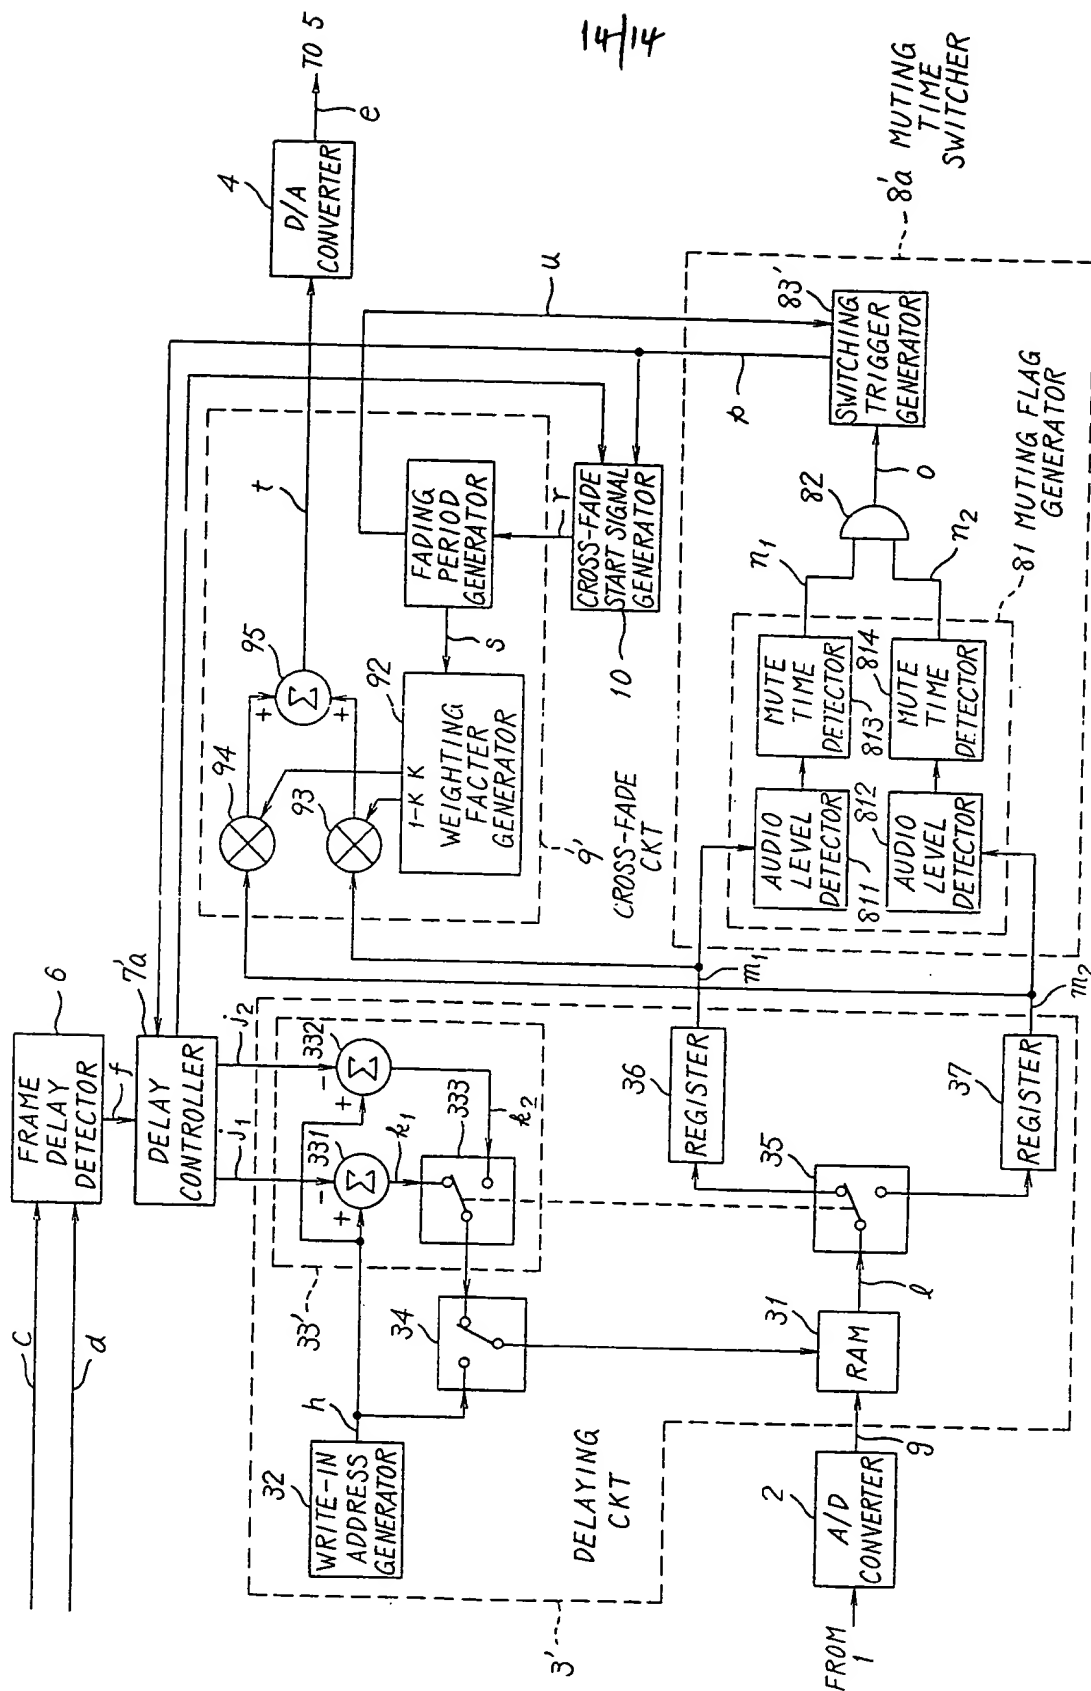 14/14
C
d
6
FRAME
DELAY
DETECTOR
f
7'a
DELAY
CONTROLLER
j1
j2
4
D/A
CONVERTER
e
TO 5
t
32
WRITE-IN
ADDRESS
GENERATOR
h
33'
331
332
333
+
-
Σ
+
-
Σ
k1
k2
34
94
93
95
+
+
Σ
92
1-K K
WEIGHTING
FACTER
GENERATOR
S
FADING
PERIOD
GENERATOR
r
CROSS-FADE
START SIGNAL
GENERATOR
10
9'
CROSS-FADE
CKT
u
p
DELAYING
CKT
3'
FROM
1
2
A/D
CONVERTER
g
31
RAM
l
35
36
REGISTER
37
REGISTER
m1
m2
AUDIO
LEVEL
DETECTOR
811
812
AUDIO
LEVEL
DETECTOR
MUTE
TIME
DETECTOR
813
814
MUTE
TIME
DETECTOR
n1
n2
82
o
83'
SWITCHING
TRIGGER
GENERATOR
81 MUTING FLAG
GENERATOR
8'a MUTING
TIME
SWITCHER